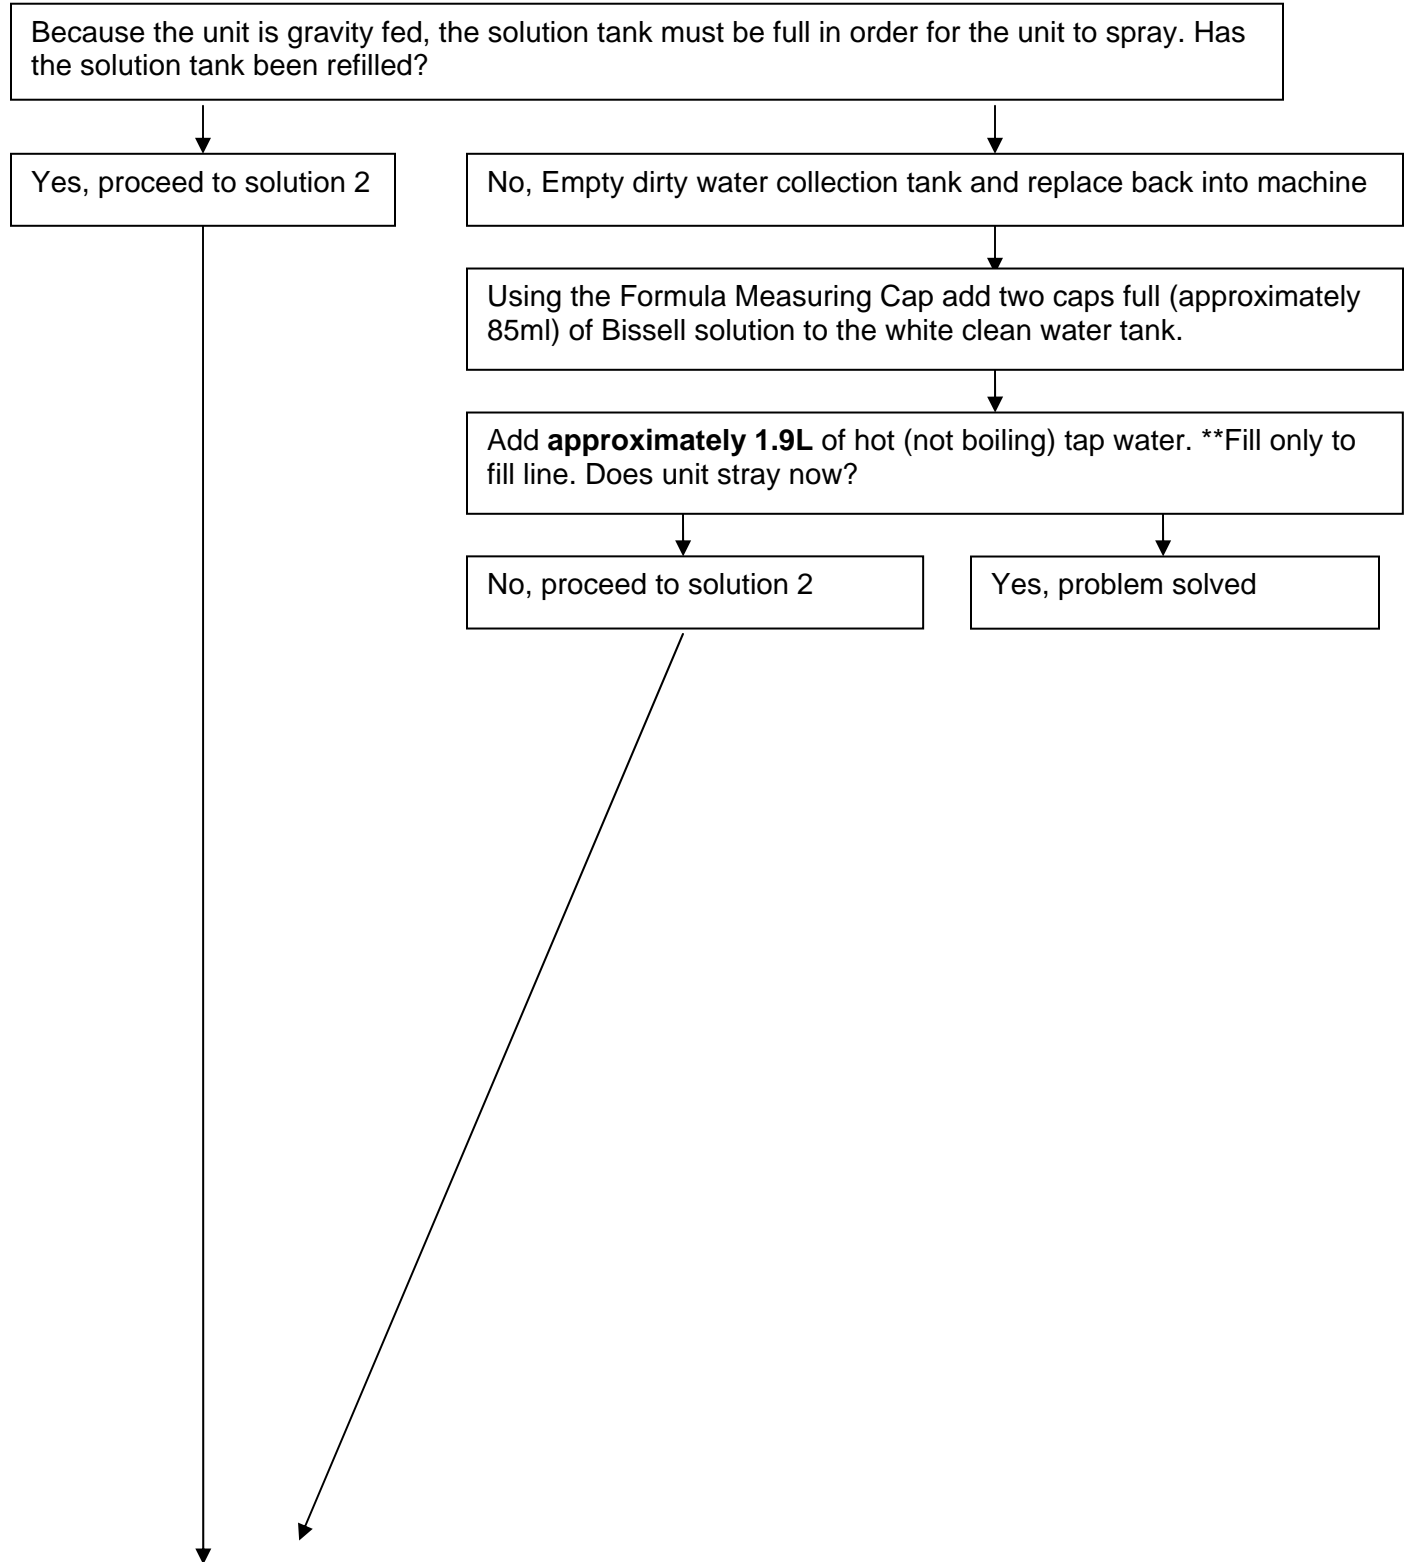 Because the unit is gravity fed, the solution tank must be full in order for the unit to spray. Has
the solution tank been refilled?
Yes, proceed to solution 2
No, Empty dirty water collection tank and replace back into machine
Using the Formula Measuring Cap add two caps full (approximately
85ml) of Bissell solution to the white clean water tank.
Add approximately 1.9L of hot (not boiling) tap water. **Fill only to
fill line. Does unit stray now?
No, proceed to solution 2
Yes, problem solved